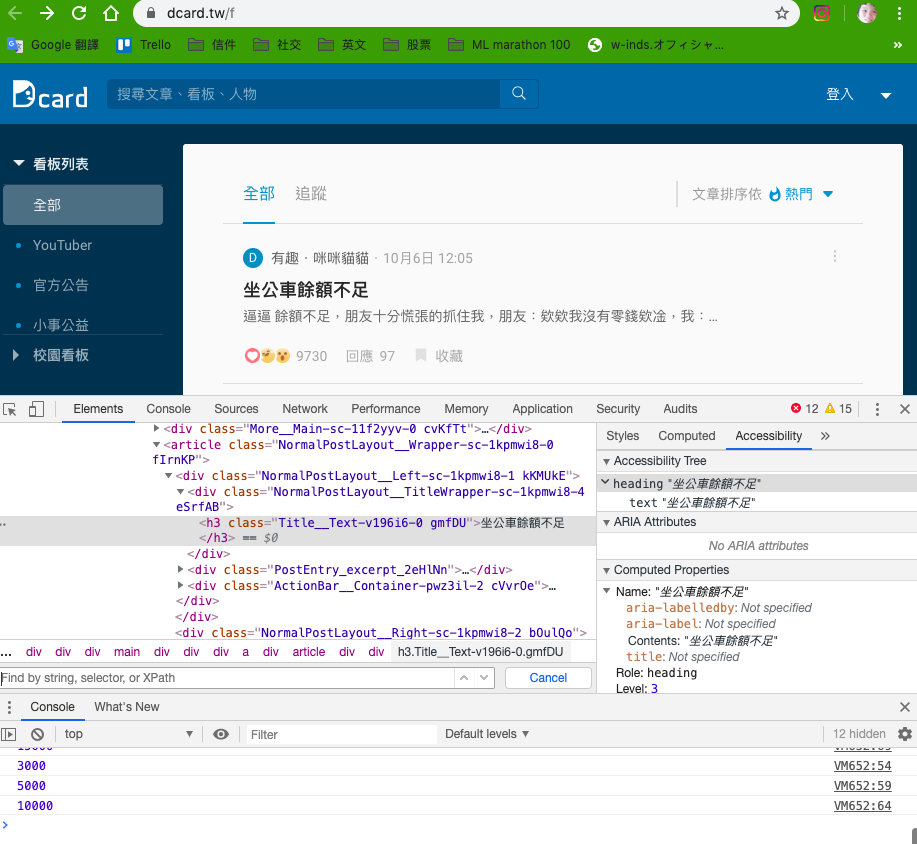 dcard.tw/f
Google 翻譯 Trello 信件 社交 英文 股票 ML marathon 100 w-inds.オフィシャ... »
Dcard 搜尋文章、看板、人物 登入
看板列表
全部
YouTuber
官方公告
小事公益
校園看板
全部 追蹤 文章排序依 熱門
D 有趣 · 咪咪貓貓 · 10月6日 12:05
坐公車餘額不足
逼逼 餘額不足，朋友十分慌張的抓住我，朋友：欸欸我沒有零錢欸凎，我：...
9730 回應 97 收藏
Elements Console Sources Network Performance Memory Application Security Audits 12 15
<div class="More__Main-sc-11f2yyv-0 cvKfTt">…</div>
<article class="NormalPostLayout__Wrapper-sc-1kpmwi8-0
fIrnKP">
<div class="NormalPostLayout__Left-sc-1kpmwi8-1 kKMUkE">
<div class="NormalPostLayout__TitleWrapper-sc-1kpmwi8-4
eSrfAB">
<h3 class="Title__Text-v196i6-0 gmfDU">坐公車餘額不足
</h3> == $0
</div>
<div class="PostEntry_excerpt_2eHlNn">…</div>
<div class="ActionBar__Container-pwz3il-2 cVvrOe">…
</div>
</div>
<div class="NormalPostLayout__Right-sc-1kpmwi8-2 bOulQo">
... div div div main div div div a div article div div h3.Title__Text-v196i6-0.gmfDU
Find by string, selector, or XPath Cancel
Styles Computed Accessibility »
Accessibility Tree
heading "坐公車餘額不足"
text "坐公車餘額不足"
ARIA Attributes
No ARIA attributes
Computed Properties
Name: "坐公車餘額不足"
aria-labelledby: Not specified
aria-label: Not specified
Contents: "坐公車餘額不足"
title: Not specified
Role: heading
Level: 3
Console What's New
top Filter Default levels ▼ 12 hidden
3000 VM652:54
5000 VM652:59
10000 VM652:64
>